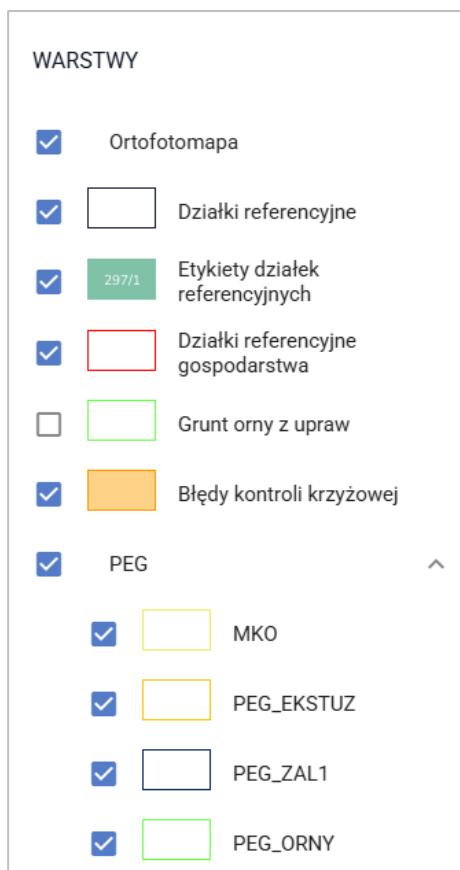 WARSTWY
Ortofotomapa
Działki referencyjne
297/1
Etykiety działek
referencyjnych
Działki referencyjne
gospodarstwa
Grunt orny z upraw
Błędy kontroli krzyżowej
PEG
MKO
PEG_EKSTUZ
PEG_ZAL1
PEG_ORNY